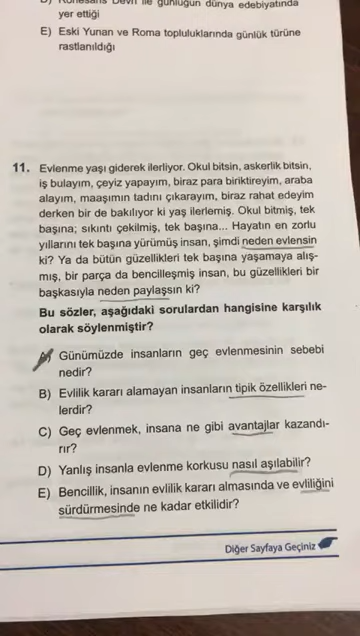 D) Rönesans Devri ile günlüğün dünya edebiyatında
yer ettiği
E) Eski Yunan ve Roma topluluklarında günlük türüne
rastlanıldığı
11. Evlenme yaşı giderek ilerliyor. Okul bitsin, askerlik bitsin,
iş bulayım, çeyiz yapayım, biraz para biriktireyim, araba
alayım, maaşımın tadını çıkarayım, biraz rahat edeyim
derken bir de bakılıyor ki yaş ilerlemiş. Okul bitmiş, tek
başına; sıkıntı çekilmiş, tek başına... Hayatın en zorlu
yıllarını tek başına yürümüş insan, şimdi neden evlensin
ki? Ya da bütün güzellikleri tek başına yaşamaya alış-
mış, bir parça da bencilleşmiş insan, bu güzellikleri bir
başkasıyla neden paylaşsın ki?
Bu sözler, aşağıdaki sorulardan hangisine karşılık
olarak söylenmiştir?
Günümüzde insanların geç evlenmesinin sebebi
nedir?
B) Evlilik kararı alamayan insanların tipik özellikleri ne-
lerdir?
C) Geç evlenmek, insana ne gibi avantajlar kazandı-
rır?
D) Yanlış insanla evlenme korkusu nasıl aşılabilir?
E) Bencillik, insanın evlilik kararı almasında ve evliliğini
sürdürmesinde ne kadar etkilidir?
Diğer Sayfaya Geçiniz